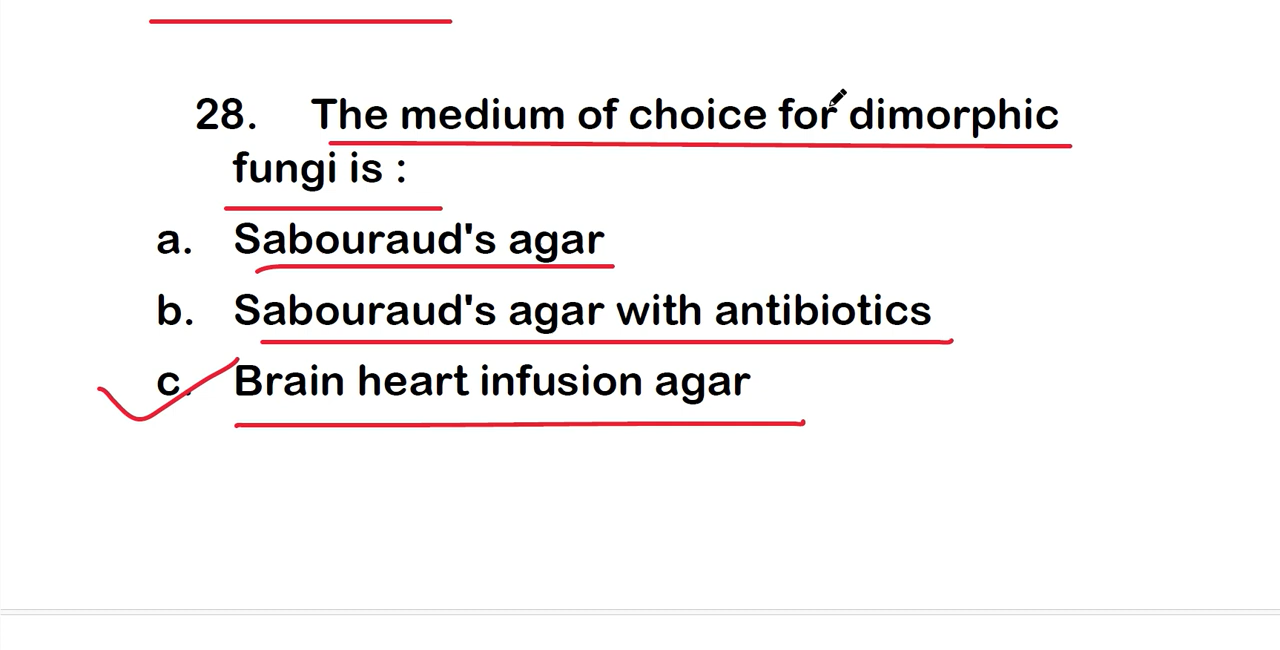 28. The medium of choice for dimorphic
fungi is :
a. Sabouraud's agar
b. Sabouraud's agar with antibiotics
c. Brain heart infusion agar